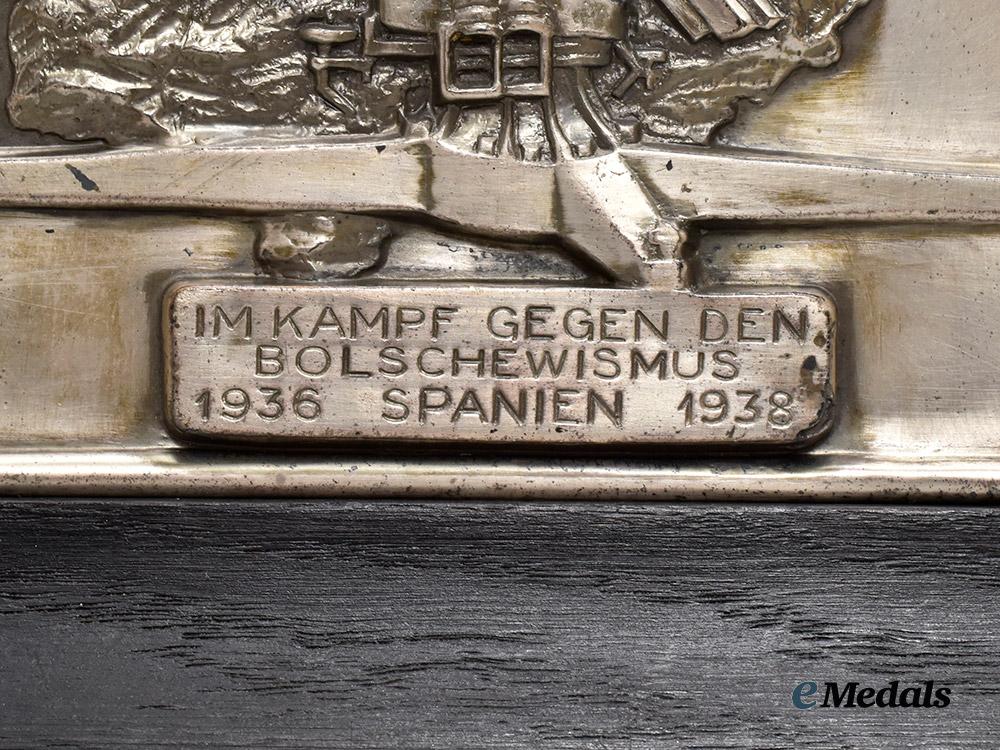 IM KAMPF GEGEN DEN
BOLSCHEWISMUS
1936 SPANIEN 1938
eMedals